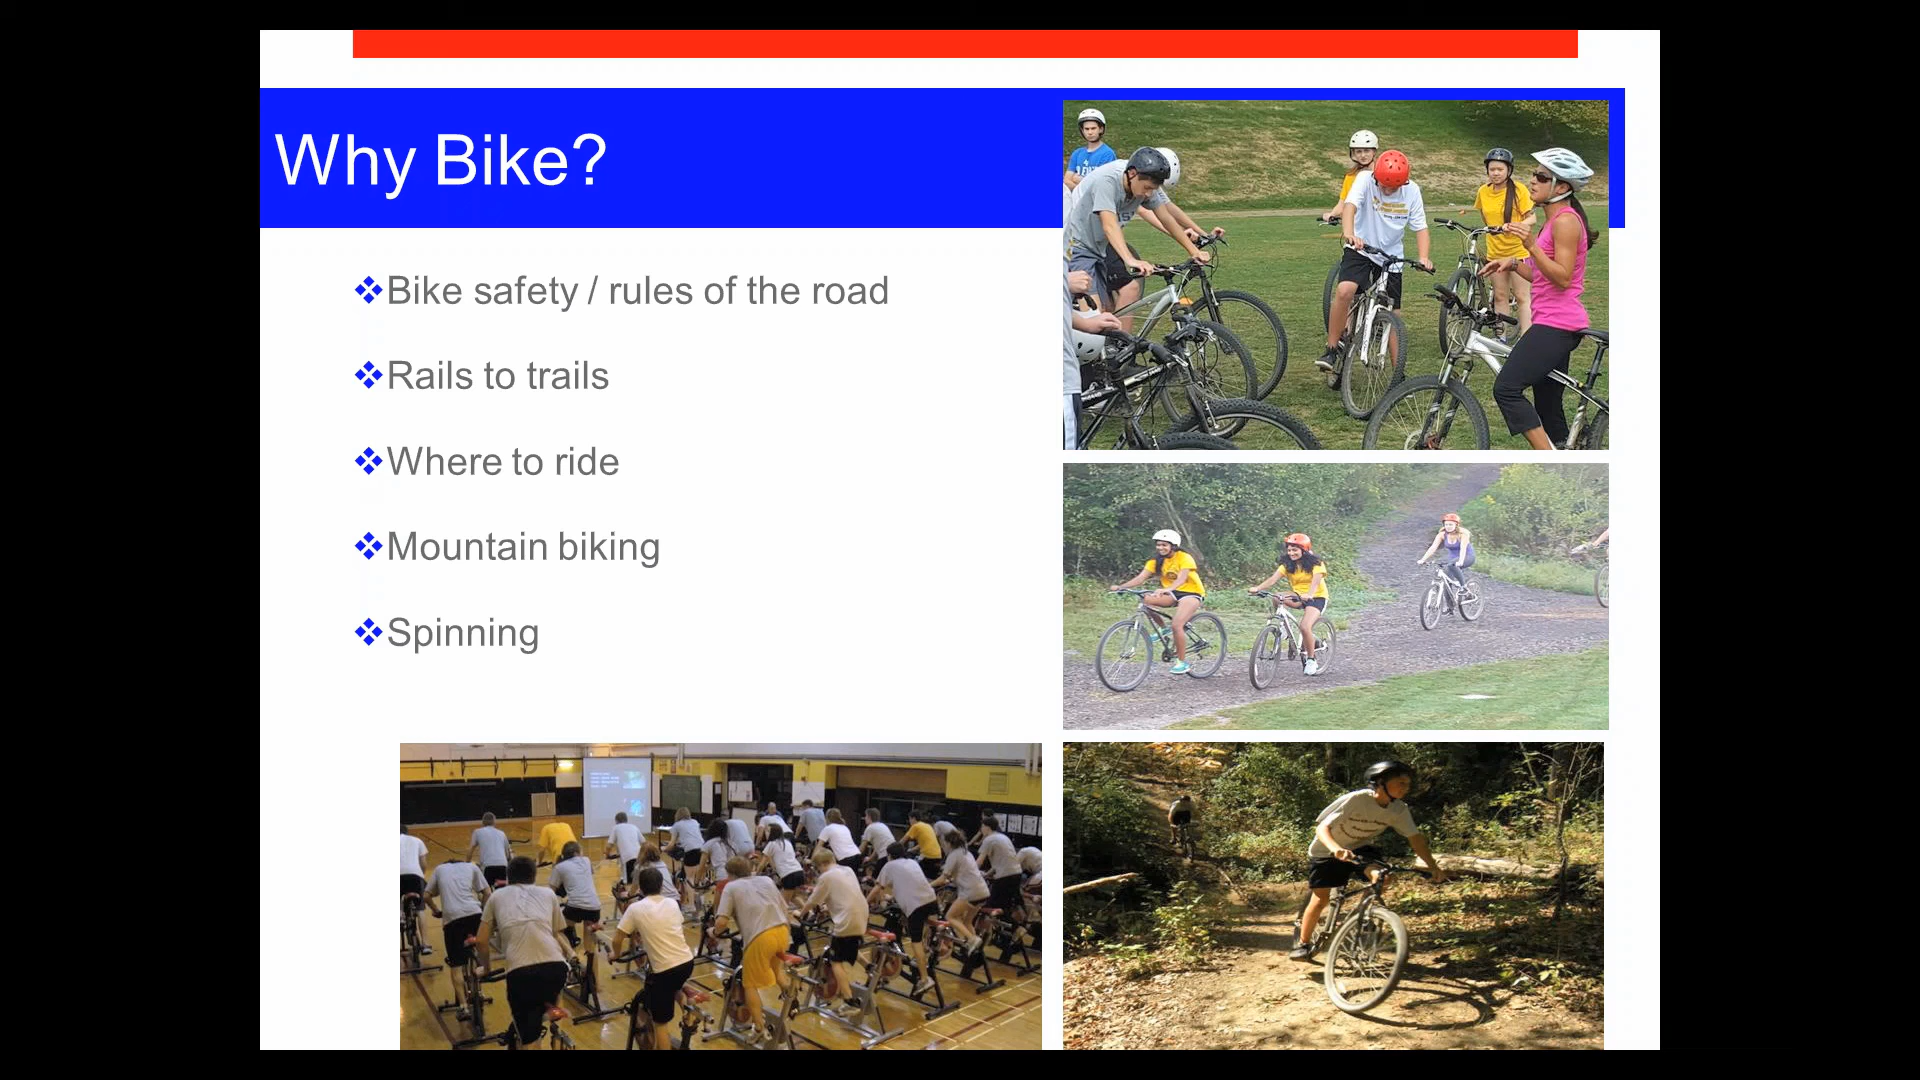 Why Bike?
Bike safety / rules of the road
Rails to trails
Where to ride
Mountain biking
Spinning